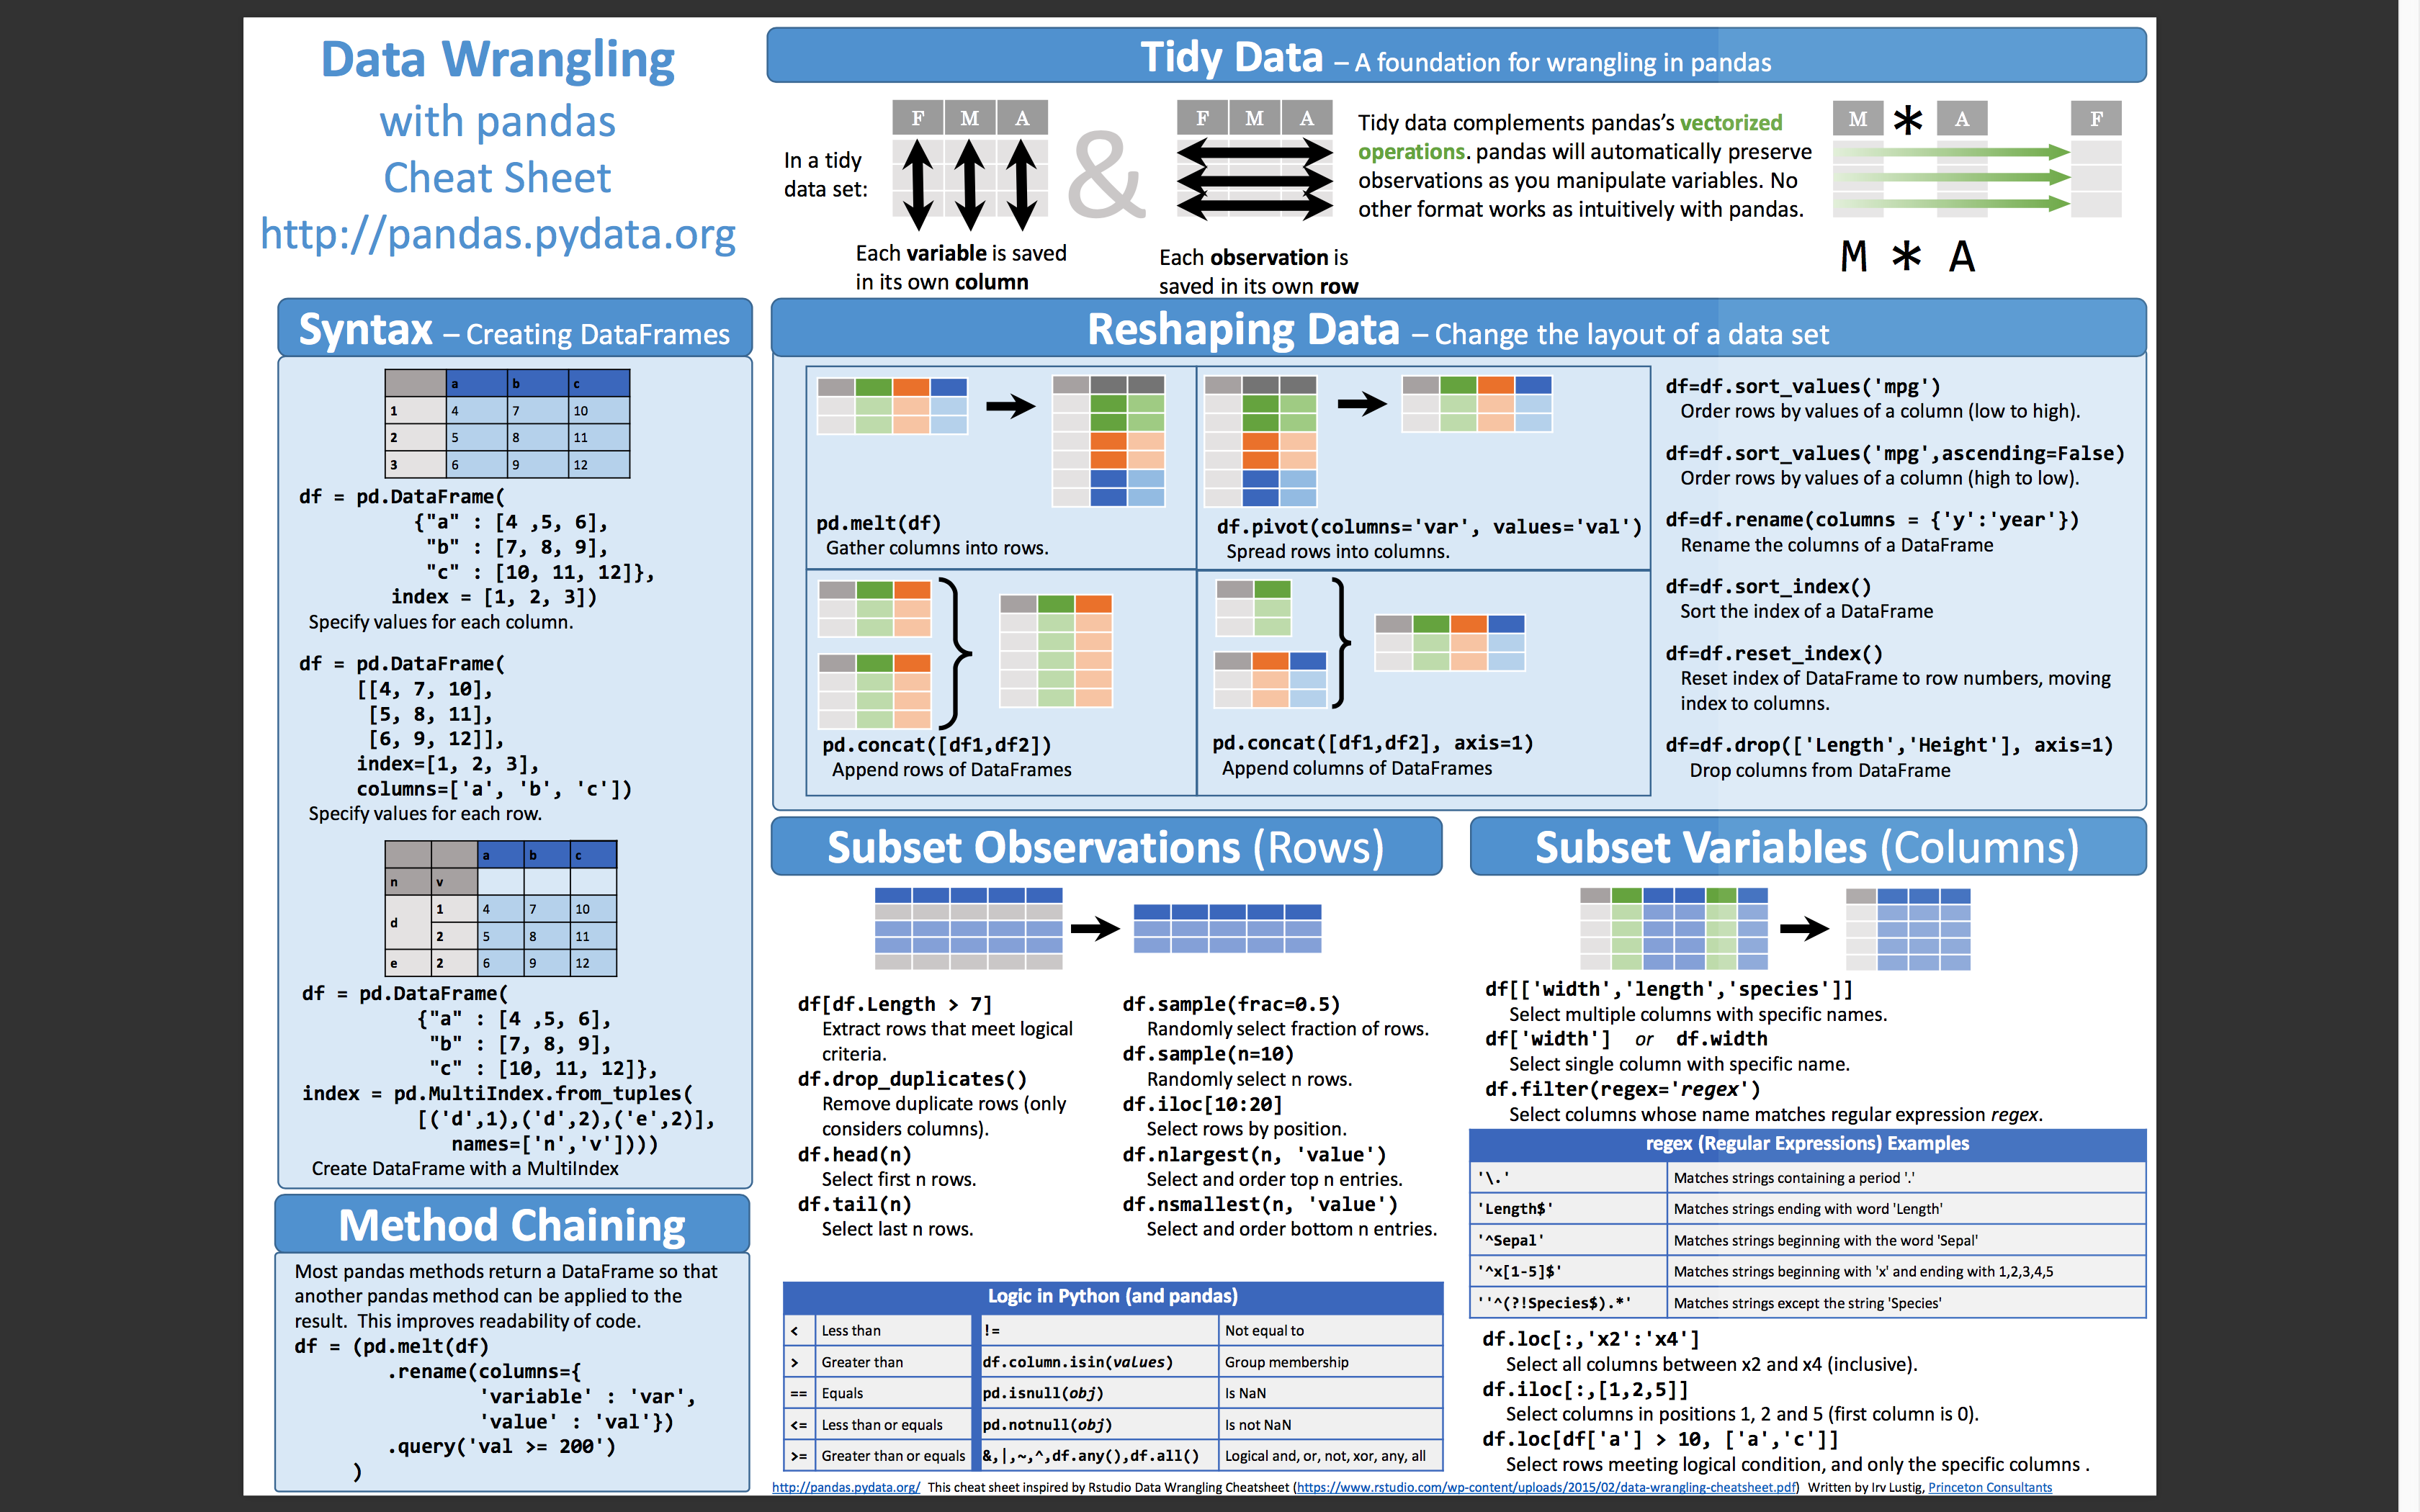 Data Wrangling
with pandas
Cheat Sheet
http://pandas.pydata.org
Tidy Data – A foundation for wrangling in pandas
In a tidy
data set:
F M A
&
F M A
Each variable is saved
in its own column
Each observation is
saved in its own row
Tidy data complements pandas's vectorized
operations. pandas will automatically preserve
observations as you manipulate variables. No
other format works as intuitively with pandas.
M * A F
M * A
Syntax – Creating DataFrames
a b c
1 4 7 10
2 5 8 11
3 6 9 12
df = pd.DataFrame(
{"a" : [4 ,5, 6],
"b" : [7, 8, 9],
"c" : [10, 11, 12]},
index = [1, 2, 3])
Specify values for each column.
df = pd.DataFrame(
[[4, 7, 10],
[5, 8, 11],
[6, 9, 12]],
index=[1, 2, 3],
columns=['a', 'b', 'c'])
Specify values for each row.
a b c
n v
d 1 4 7 10
2 5 8 11
e 2 6 9 12
df = pd.DataFrame(
{"a" : [4 ,5, 6],
"b" : [7, 8, 9],
"c" : [10, 11, 12]},
index = pd.MultiIndex.from_tuples(
[('d',1),('d',2),('e',2)],
names=['n','v'])))
Create DataFrame with a MultiIndex
Method Chaining
Most pandas methods return a DataFrame so that
another pandas method can be applied to the
result. This improves readability of code.
df = (pd.melt(df)
.rename(columns={
'variable' : 'var',
'value' : 'val'})
.query('val >= 200')
)
Reshaping Data – Change the layout of a data set
pd.melt(df)
Gather columns into rows.
df.pivot(columns='var', values='val')
Spread rows into columns.
pd.concat([df1,df2])
Append rows of DataFrames
pd.concat([df1,df2], axis=1)
Append columns of DataFrames
df=df.sort_values('mpg')
Order rows by values of a column (low to high).
df=df.sort_values('mpg',ascending=False)
Order rows by values of a column (high to low).
df=df.rename(columns = {'y':'year'})
Rename the columns of a DataFrame
df=df.sort_index()
Sort the index of a DataFrame
df=df.reset_index()
Reset index of DataFrame to row numbers, moving
index to columns.
df=df.drop(['Length','Height'], axis=1)
Drop columns from DataFrame
Subset Observations (Rows)
df[df.Length > 7]
Extract rows that meet logical
criteria.
df.drop_duplicates()
Remove duplicate rows (only
considers columns).
df.head(n)
Select first n rows.
df.tail(n)
Select last n rows.
df.sample(frac=0.5)
Randomly select fraction of rows.
df.sample(n=10)
Randomly select n rows.
df.iloc[10:20]
Select rows by position.
df.nlargest(n, 'value')
Select and order top n entries.
df.nsmallest(n, 'value')
Select and order bottom n entries.
Logic in Python (and pandas)
< Less than != Not equal to
> Greater than df.column.isin(values) Group membership
== Equals pd.isnull(obj) Is NaN
<= Less than or equals pd.notnull(obj) Is not NaN
>= Greater than or equals &,|,~,^,df.any(),df.all() Logical and, or, not, xor, any, all
Subset Variables (Columns)
df[['width','length','species']]
Select multiple columns with specific names.
df['width'] or df.width
Select single column with specific name.
df.filter(regex='regex')
Select columns whose name matches regular expression regex.
regex (Regular Expressions) Examples
'\.' Matches strings containing a period '.'
'Length$' Matches strings ending with word 'Length'
'^Sepal' Matches strings beginning with the word 'Sepal'
'^x[1-5]$' Matches strings beginning with 'x' and ending with 1,2,3,4,5
''^(?!Species$).*' Matches strings except the string 'Species'
df.loc[:,'x2':'x4']
Select all columns between x2 and x4 (inclusive).
df.iloc[:,[1,2,5]]
Select columns in positions 1, 2 and 5 (first column is 0).
df.loc[df['a'] > 10, ['a','c']]
Select rows meeting logical condition, and only the specific columns .
http://pandas.pydata.org/ This cheat sheet inspired by Rstudio Data Wrangling Cheatsheet (https://www.rstudio.com/wp-content/uploads/2015/02/data-wrangling-cheatsheet.pdf) Written by Irv Lustig, Princeton Consultants